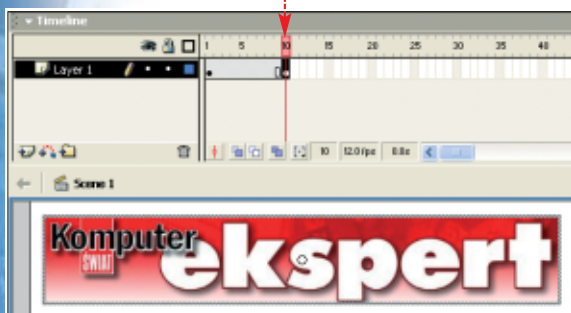 Timeline
1 5 10 15 20 25 30 35 40
Layer 1
10 12.0 fps 0.8s
Scene 1
Komputer
ŚWIAT
ekspert